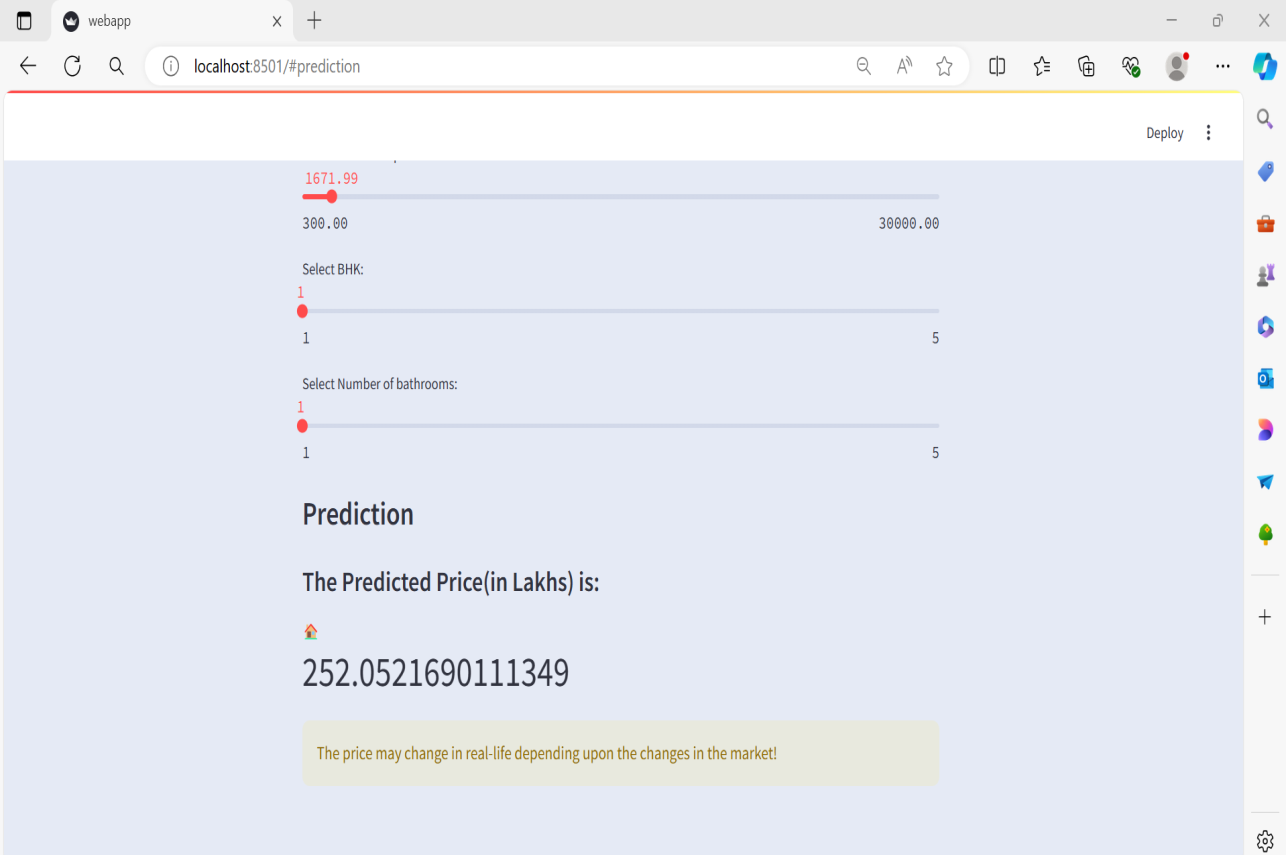 webapp
localhost:8501/#prediction
Deploy
1671.99
300.00 30000.00
Select BHK:
1
1 5
Select Number of bathrooms:
1
1 5
Prediction
The Predicted Price(in Lakhs) is:
252.0521690111349
The price may change in real-life depending upon the changes in the market!